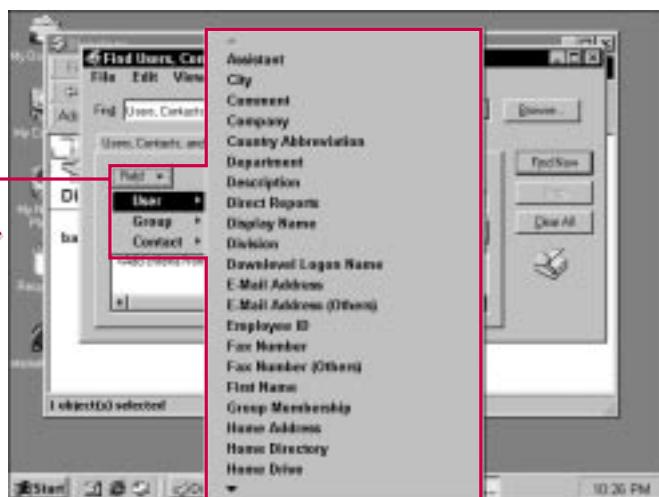 Find Users, Con
File Edit View
Find Users, Contacts
Browse...
Users, Contacts, and
Field
Find Now
User
Group
Contact
Clear All
Assistant
City
Comment
Company
Country Abbreviation
Department
Description
Direct Reports
Display Name
Division
Downlevel Logon Name
E-Mail Address
E-Mail Address (Others)
Employee ID
Fax Number
Fax Number (Others)
First Name
Group Membership
Home Address
Home Directory
Home Drive
1 object(s) selected
Start
10:26 PM